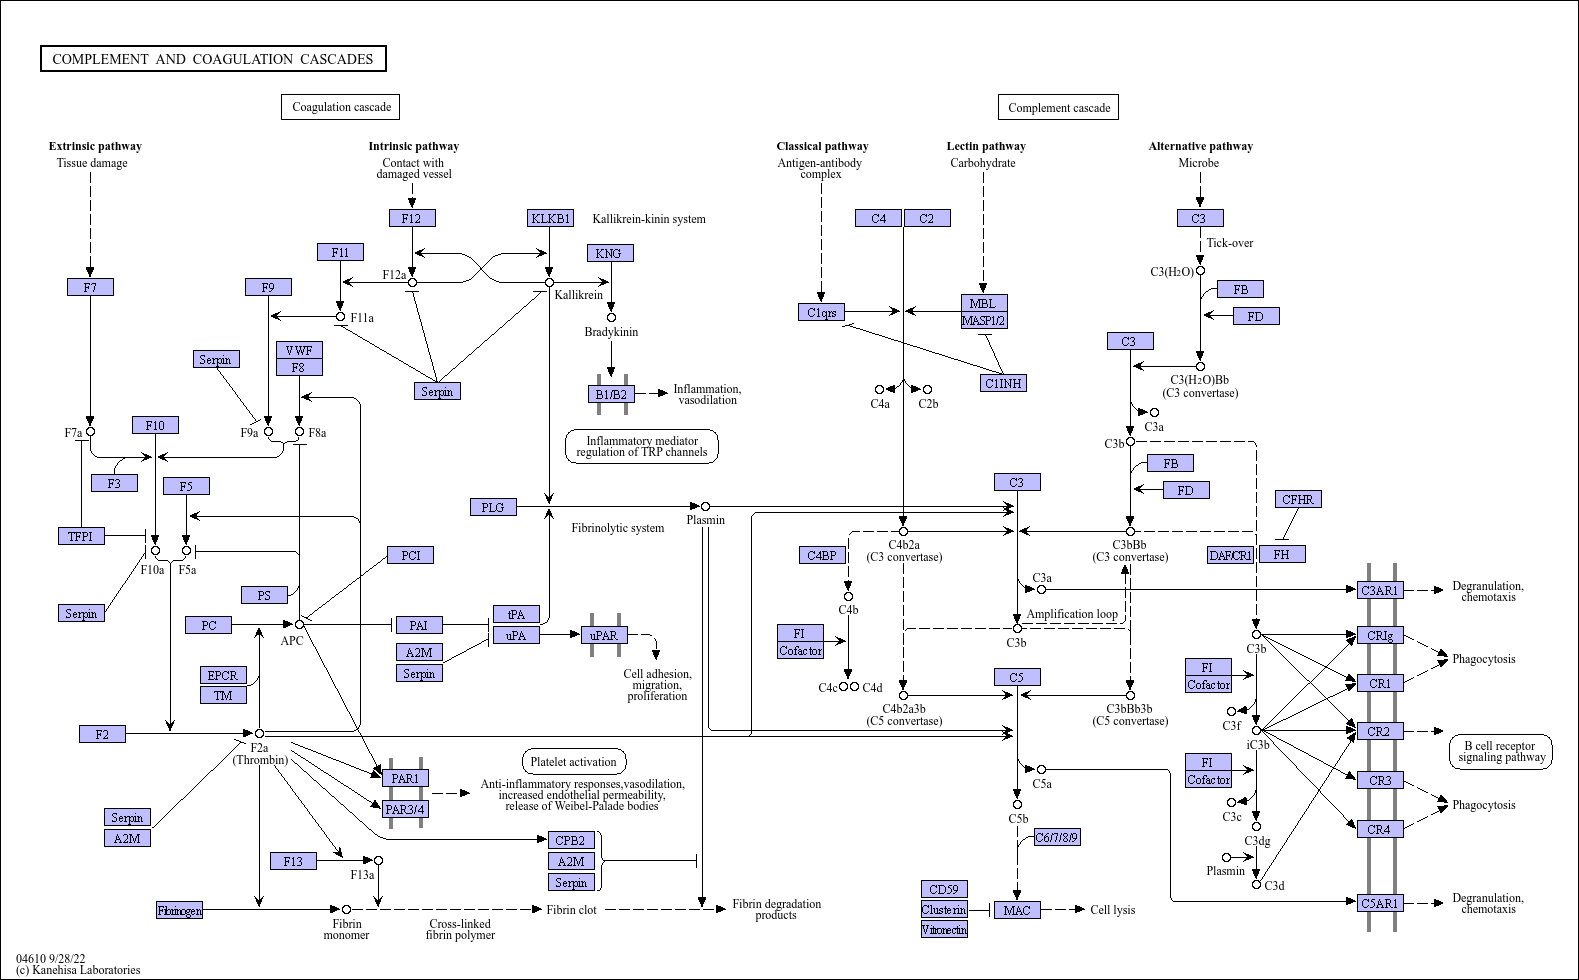 COMPLEMENT AND COAGULATION CASCADES
Coagulation cascade
Complement cascade
Extrinsic pathway
Tissue damage
Intrinsic pathway
Contact with
damaged vessel
Classical pathway
Antigen-antibody
complex
Lectin pathway
Carbohydrate
Alternative pathway
Microbe
F12
KLKB1
Kallikrein-kinin system
C4
C2
C3
Tick-over
F11
KNG
F12a
Kallikrein
C3(H2O)
F7
F9
FB
FD
F11a
Bradykinin
C1qrs
MBL
MASP1/2
C3
Serpin
VWF
F8
Serpin
B1/B2
Inflammation,
vasodilation
C1INH
C3(H2O)Bb
(C3 convertase)
C4a
C2b
C3a
F7a
F10
F9a
F8a
Inflammatory mediator
regulation of TRP channels
C3b
FB
FD
F3
F5
PLG
Plasmin
C3
CFHR
Fibrinolytic system
TFPI
F10a
F5a
PCI
C4BP
C4b2a
(C3 convertase)
C3bBb
(C3 convertase)
DAF/CR1
FH
C3a
C3AR1
Degranulation,
chemotaxis
PS
Serpin
C4b
Amplification loop
PC
APC
PAI
tPA
uPA
uPAR
FI
Cofactor
C3b
C3b
CRIg
Phagocytosis
A2M
Serpin
EPCR
TM
Cell adhesion,
migration,
proliferation
C4c
C4d
C5
FI
Cofactor
CR1
C4b2a3b
(C5 convertase)
C3bBb3b
(C5 convertase)
C3f
F2
F2a
(Thrombin)
iC3b
CR2
B cell receptor
signaling pathway
Platelet activation
PAR1
PAR3/4
Anti-inflammatory responses,vasodilation,
increased endothelial permeability,
release of Weibel-Palade bodies
C5a
FI
Cofactor
CR3
Phagocytosis
C5b
C3c
Serpin
A2M
CPB2
A2M
Serpin
C6/7/8/9
C3dg
CR4
F13
F13a
Plasmin
C3d
CD59
Clusterin
Vitronectin
MAC
Cell lysis
C5AR1
Degranulation,
chemotaxis
Fibrinogen
Fibrin
monomer
Cross-linked
fibrin polymer
Fibrin clot
Fibrin degradation
products
04610 9/28/22
(c) Kanehisa Laboratories